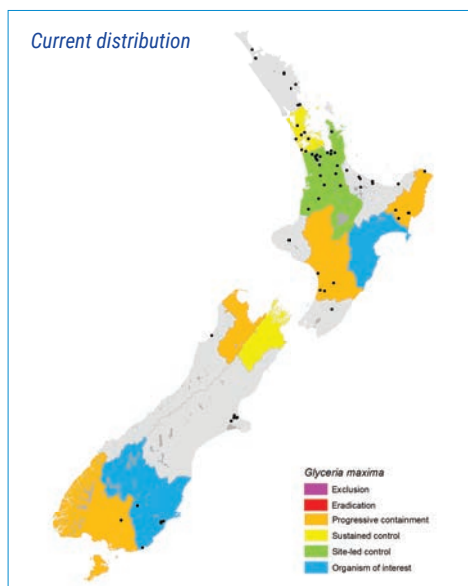 Current distribution
Glyceria maxima
Exclusion
Eradication
Progressive containment
Sustained control
Site-led control
Organism of interest